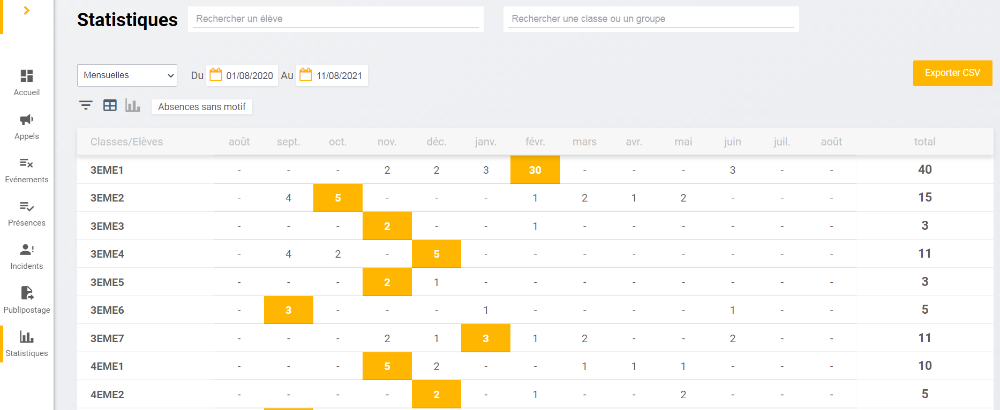 Statistiques
Rechercher un élève
Rechercher une classe ou un groupe
Mensuelles
Du 01/08/2020 Au 11/08/2021
Exporter CSV
Absences sans motif
Accueil
Appels
Evénements
Présences
Incidents
Publipostage
Statistiques
Classes/Elèves août sept. oct. nov. déc. janv. févr. mars avr. mai juin juil. août total
3EME1 - - - 2 2 3 30 - - - 3 - - 40
3EME2 - 4 5 - - - 1 2 1 2 - - - 15
3EME3 - - - 2 - - 1 - - - - - - 3
3EME4 - 4 2 - 5 - - - - - - - - 11
3EME5 - - - 2 1 - - - - - - - - 3
3EME6 - 3 - - - 1 - - - - 1 - - 5
3EME7 - - - 2 1 3 1 2 - - 2 - - 11
4EME1 - - - 5 2 - - 1 1 1 - - - 10
4EME2 - - - - 2 - 1 - - 2 - - - 5